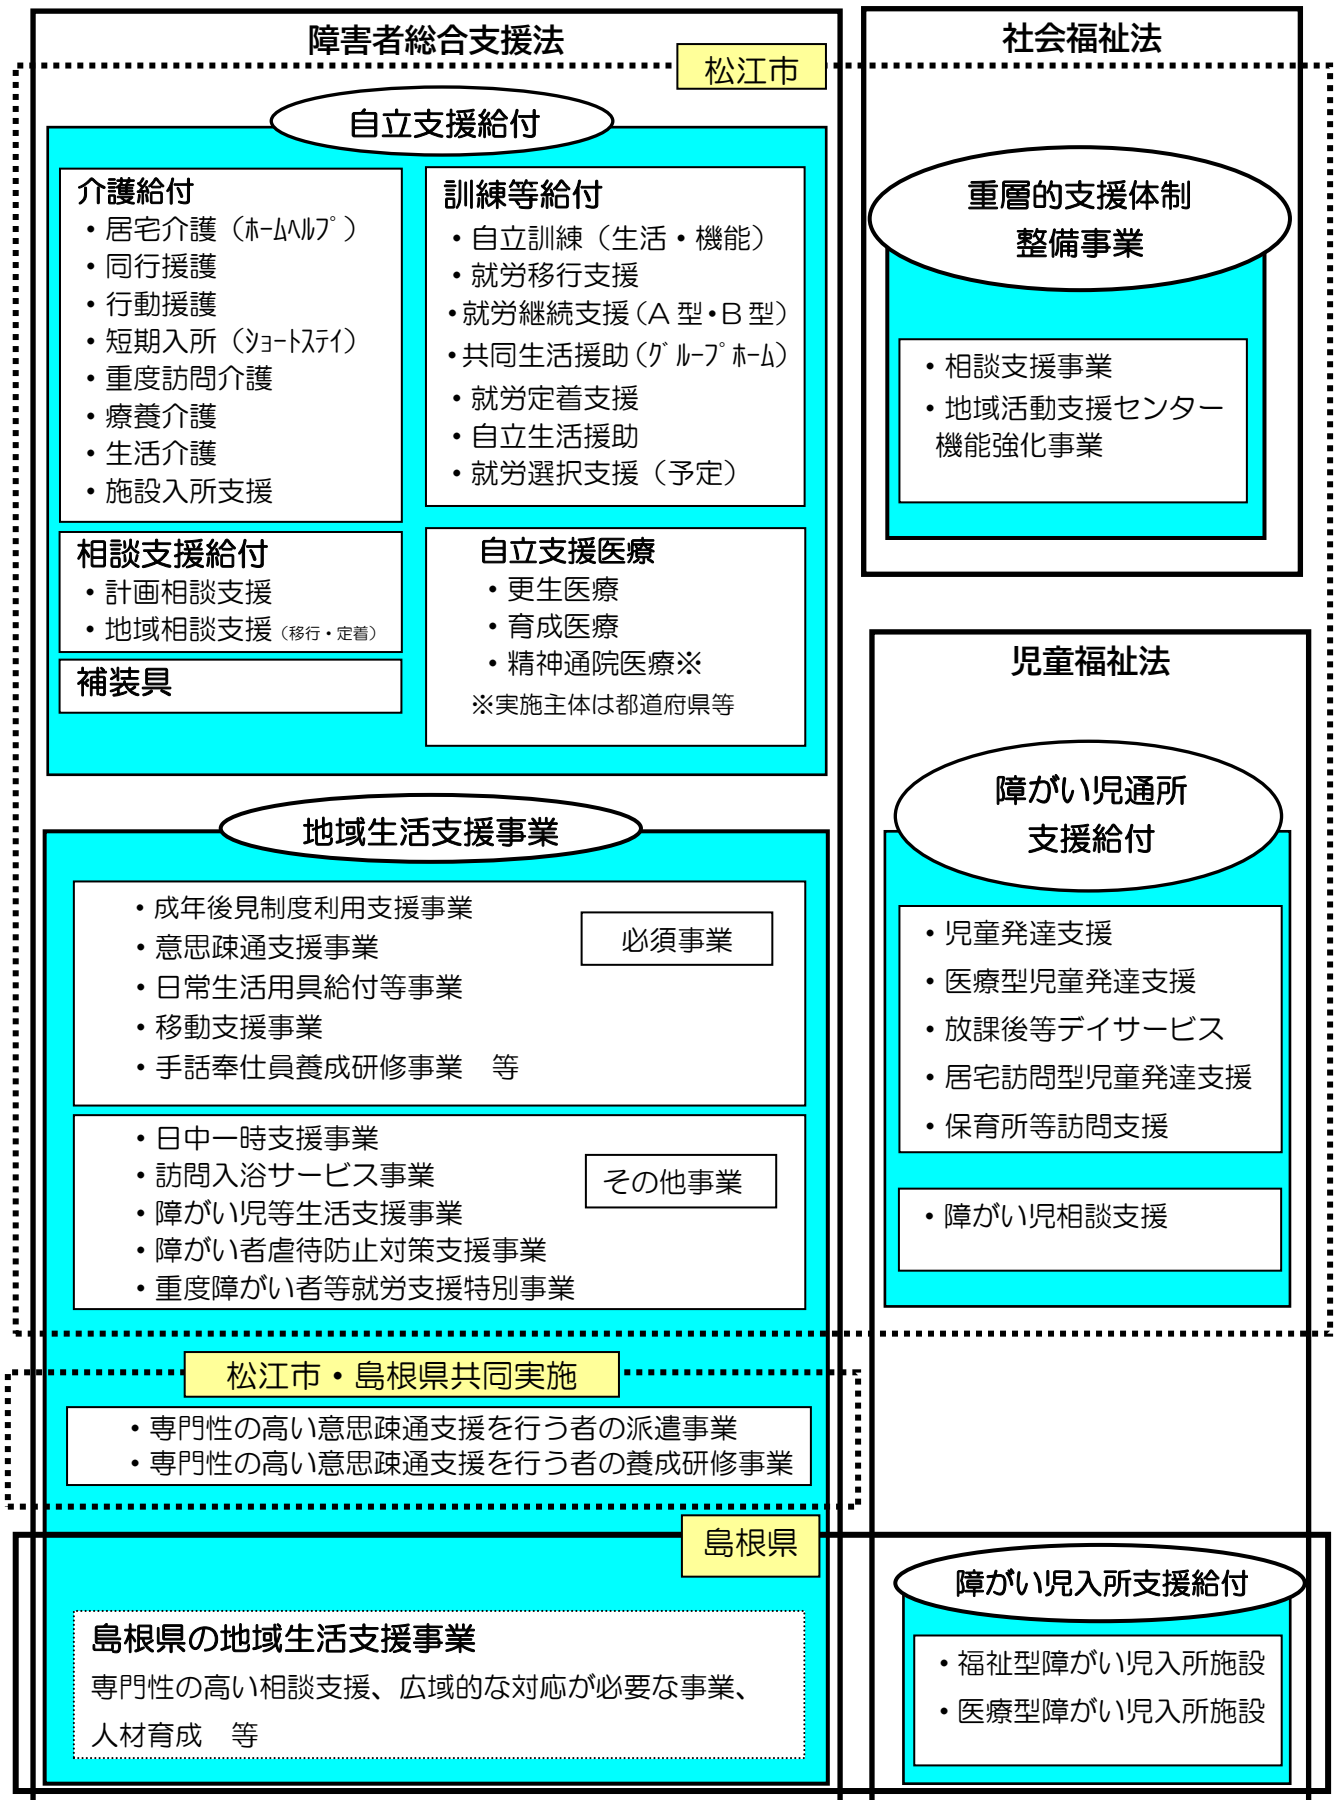 障害者総合支援法
松江市
自立支援給付
介護給付
・居宅介護（ﾎｰﾑﾍﾙﾌﾟ）
・同行援護
・行動援護
・短期入所（ｼｮｰﾄｽﾃｲ）
・重度訪問介護
・療養介護
・生活介護
・施設入所支援
訓練等給付
・自立訓練（生活・機能）
・就労移行支援
・就労継続支援（Ａ型・Ｂ型）
・共同生活援助（ｸﾞﾙｰﾌﾟﾎｰﾑ）
・就労定着支援
・自立生活援助
・就労選択支援（予定）
相談支援給付
・計画相談支援
・地域相談支援（移行・定着）
補装具
自立支援医療
・更生医療
・育成医療
・精神通院医療※
※実施主体は都道府県等
地域生活支援事業
・成年後見制度利用支援事業
・意思疎通支援事業
・日常生活用具給付等事業
・移動支援事業
・手話奉仕員養成研修事業　等
必須事業
・日中一時支援事業
・訪問入浴サービス事業
・障がい児等生活支援事業
・障がい者虐待防止対策支援事業
・重度障がい者等就労支援特別事業
その他事業
松江市・島根県共同実施
・専門性の高い意思疎通支援を行う者の派遣事業
・専門性の高い意思疎通支援を行う者の養成研修事業
島根県
島根県の地域生活支援事業
専門性の高い相談支援、広域的な対応が必要な事業、
人材育成　等
社会福祉法
重層的支援体制
整備事業
・相談支援事業
・地域活動支援センター
機能強化事業
児童福祉法
障がい児通所
支援給付
・児童発達支援
・医療型児童発達支援
・放課後等デイサービス
・居宅訪問型児童発達支援
・保育所等訪問支援
・障がい児相談支援
障がい児入所支援給付
・福祉型障がい児入所施設
・医療型障がい児入所施設